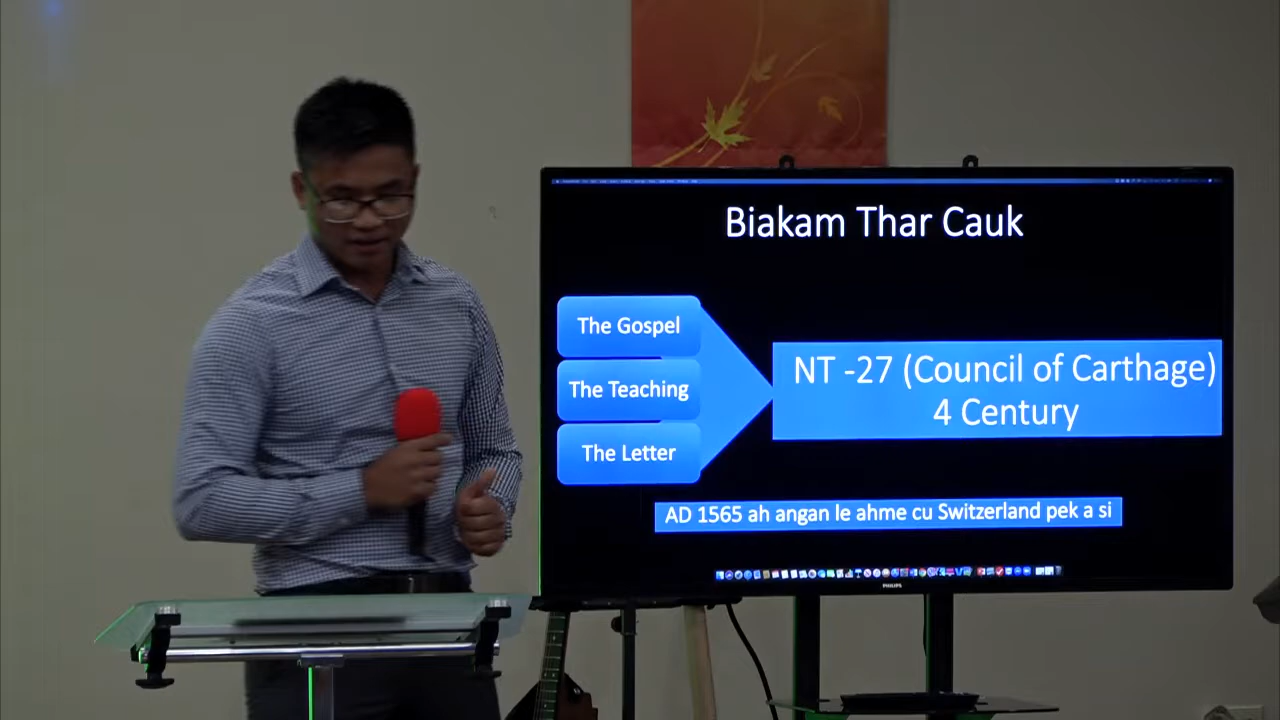 Biakam Thar Cauk
The Gospel
The Teaching
The Letter
NT -27 (Council of Carthage)
4 Century
AD 1565 ah angan le ahme cu Switzerland pek a si
PHILIPS